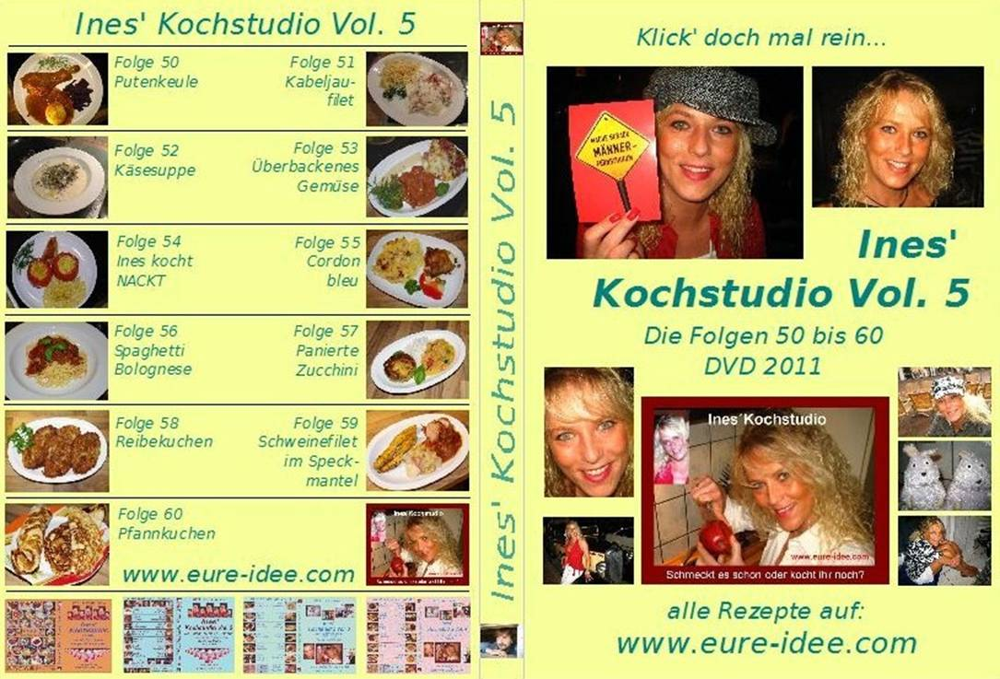 Ines' Kochstudio Vol. 5
Folge 50
Putenkeule
Folge 51
Kabeljau-
filet
Folge 52
Käsesuppe
Folge 53
Überbackenes
Gemüse
Folge 54
Ines kocht
NACKT
Folge 55
Cordon
bleu
Folge 56
Spaghetti
Bolognese
Folge 57
Panierte
Zucchini
Folge 58
Reibekuchen
Folge 59
Schweinefilet
im Speck-
mantel
Folge 60
Pfannkuchen
Ines'Kochstudio
www.eure-idee.com
Ines' Kochstudio Vol. 5
Klick' doch mal rein...
MÄNNER-
Ines'
Kochstudio Vol. 5
Die Folgen 50 bis 60
DVD 2011
Ines'Kochstudio
www.eure-idee.com
Schmeckt es schon oder kocht ihr noch?
alle Rezepte auf:
www.eure-idee.com